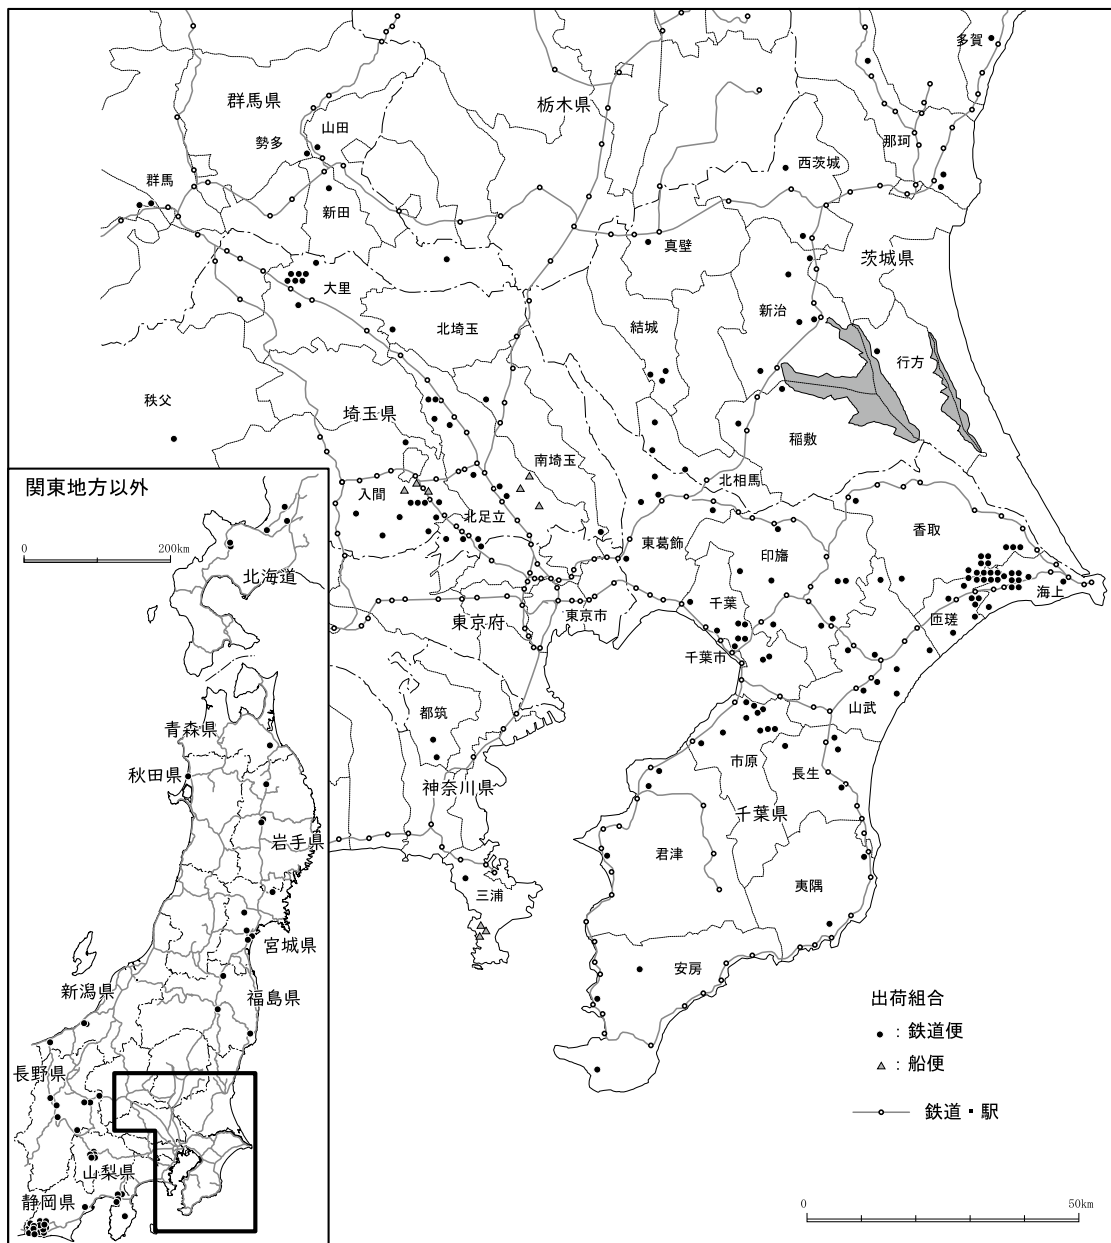 多賀
群馬県
栃木県
山田
勢多
那珂
西茨城
群馬
新田
真壁
茨城県
大里
新治
北埼玉
結城
行方
秩父
埼玉県
稲敷
南埼玉
北相馬
関東地方以外
入間
北足立
香取
0
200km
東葛飾
印旛
北海道
千葉
海上
東京府
東京市
匝瑳
千葉市
都筑
山武
青森県
市原
長生
秋田県
神奈川県
千葉県
岩手県
君津
夷隅
三浦
宮城県
安房
新潟県
福島県
出荷組合
：鉄道便
長野県
：船便
鉄道・駅
山梨県
静岡県
0
50km